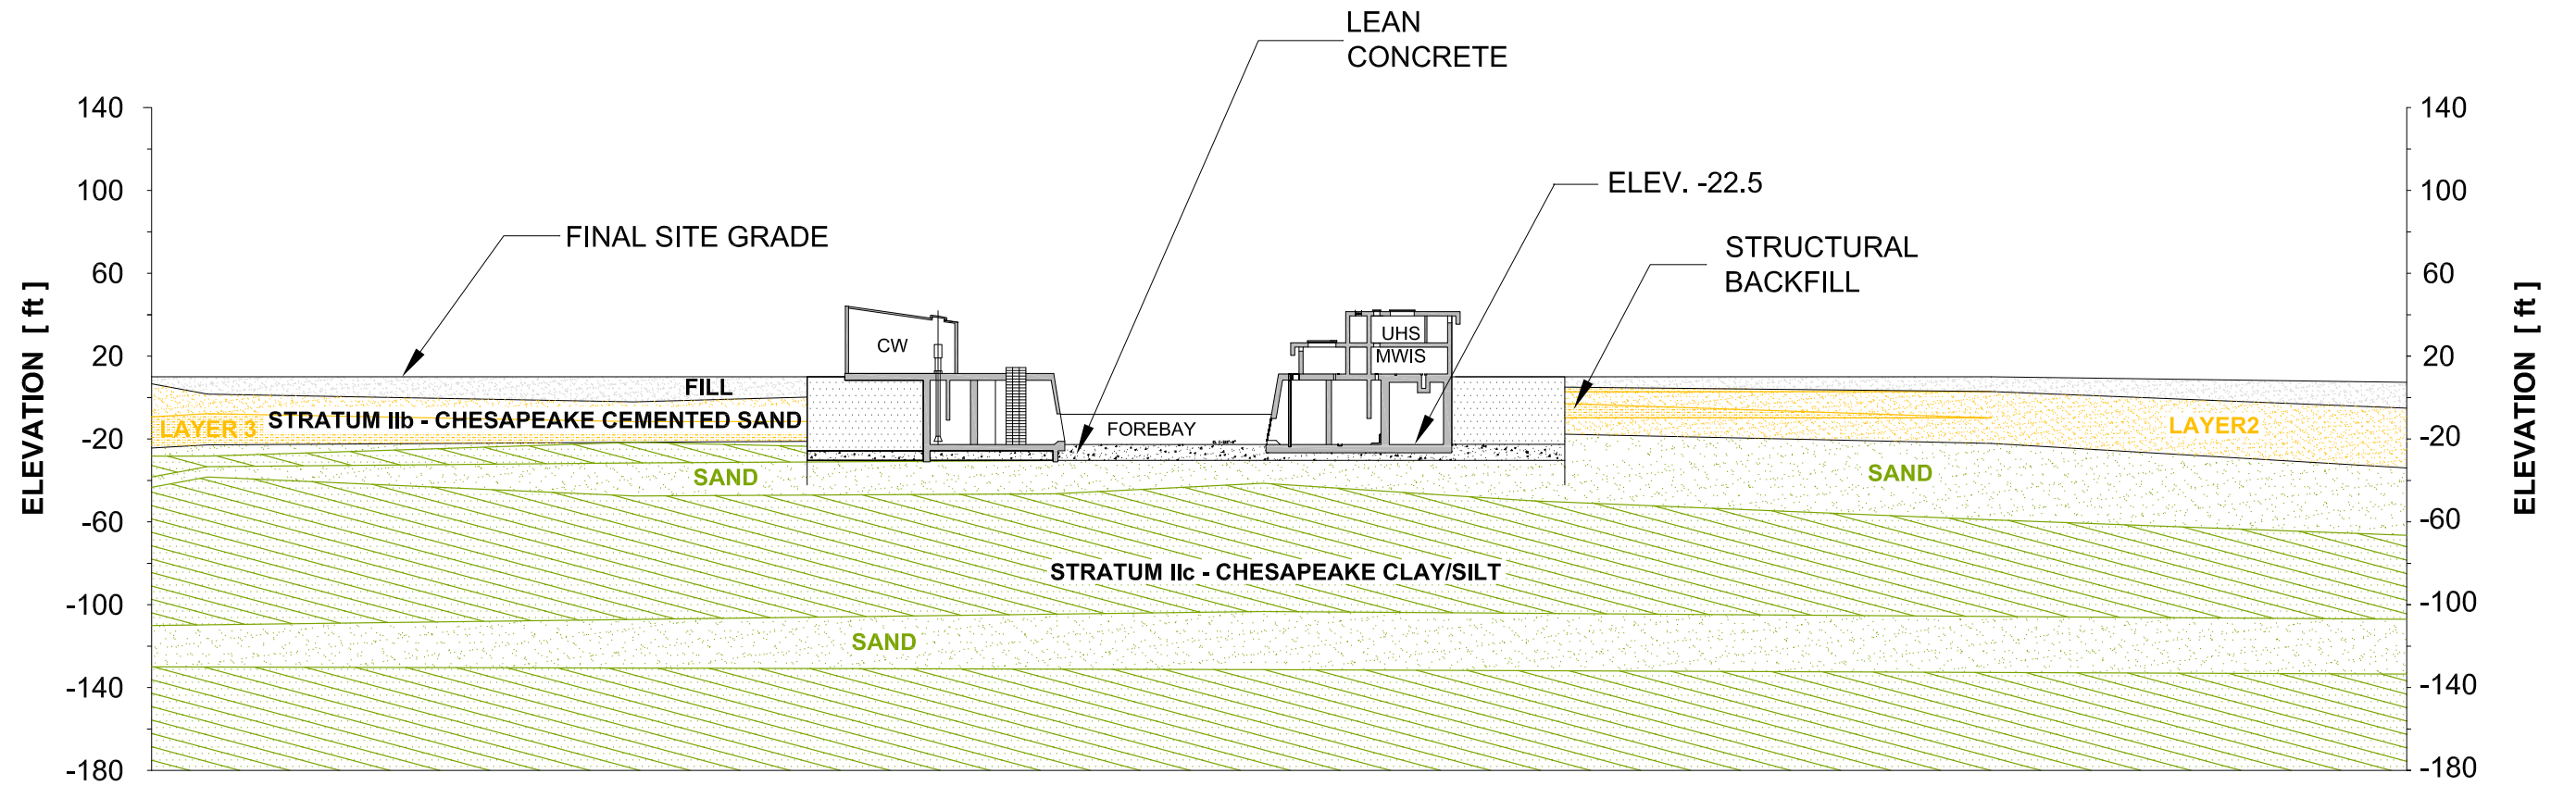 LEAN
CONCRETE
140
140
100
ELEV. -22.5
100
FINAL SITE GRADE
STRUCTURAL
BACKFILL
60
60
ELEVATION [ ft ]
ELEVATION [ ft ]
CW
UHS
MWIS
20
20
FILL
STRATUM IIb - CHESAPEAKE CEMENTED SAND
LAYER 3
FOREBAY
LAYER2
-20
-20
SAND
SAND
-60
-60
STRATUM IIc - CHESAPEAKE CLAY/SILT
-100
-100
SAND
-140
-140
-180
-180